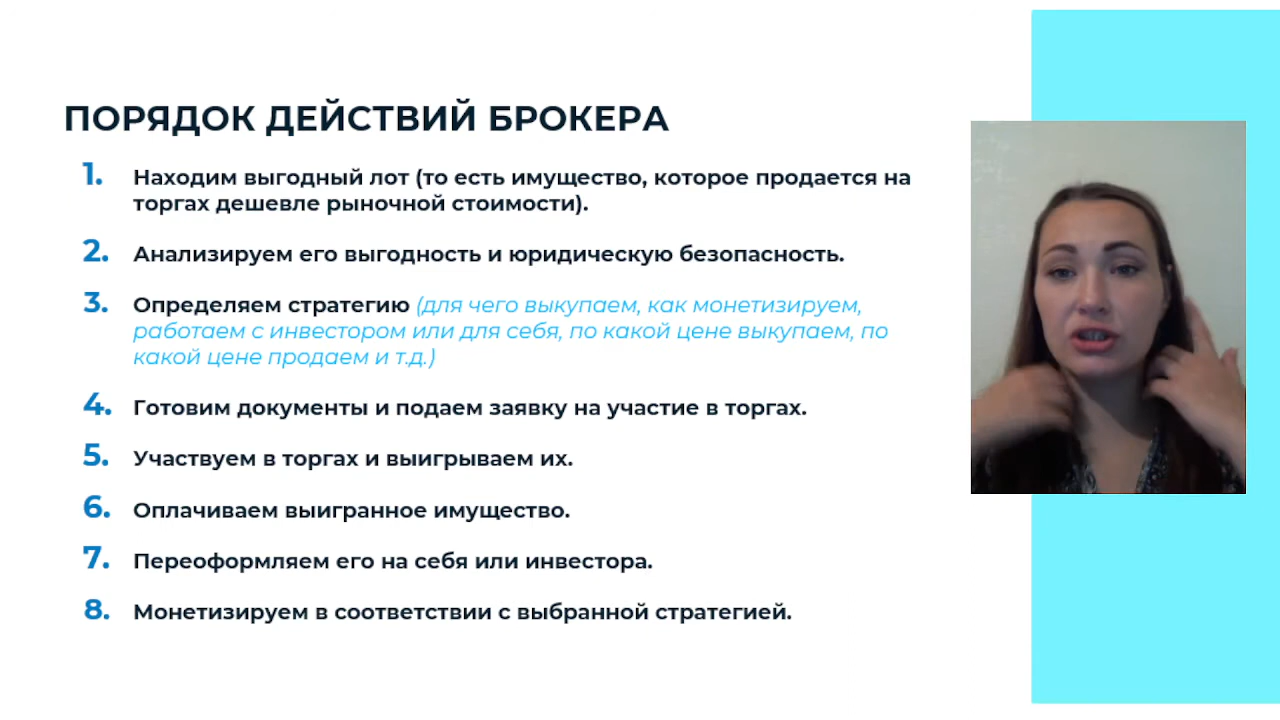 ПОРЯДОК ДЕЙСТВИЙ БРОКЕРА
1. Находим выгодный лот (то есть имущество, которое продается на
торгах дешевле рыночной стоимости).
2. Анализируем его выгодность и юридическую безопасность.
3. Определяем стратегию (для чего выкупаем, как монетизируем,
работаем с инвестором или для себя, по какой цене выкупаем, по
какой цене продаем и т.д.)
4. Готовим документы и подаем заявку на участие в торгах.
5. Участвуем в торгах и выигрываем их.
6. Оплачиваем выигранное имущество.
7. Переоформляем его на себя или инвестора.
8. Монетизируем в соответствии с выбранной стратегией.